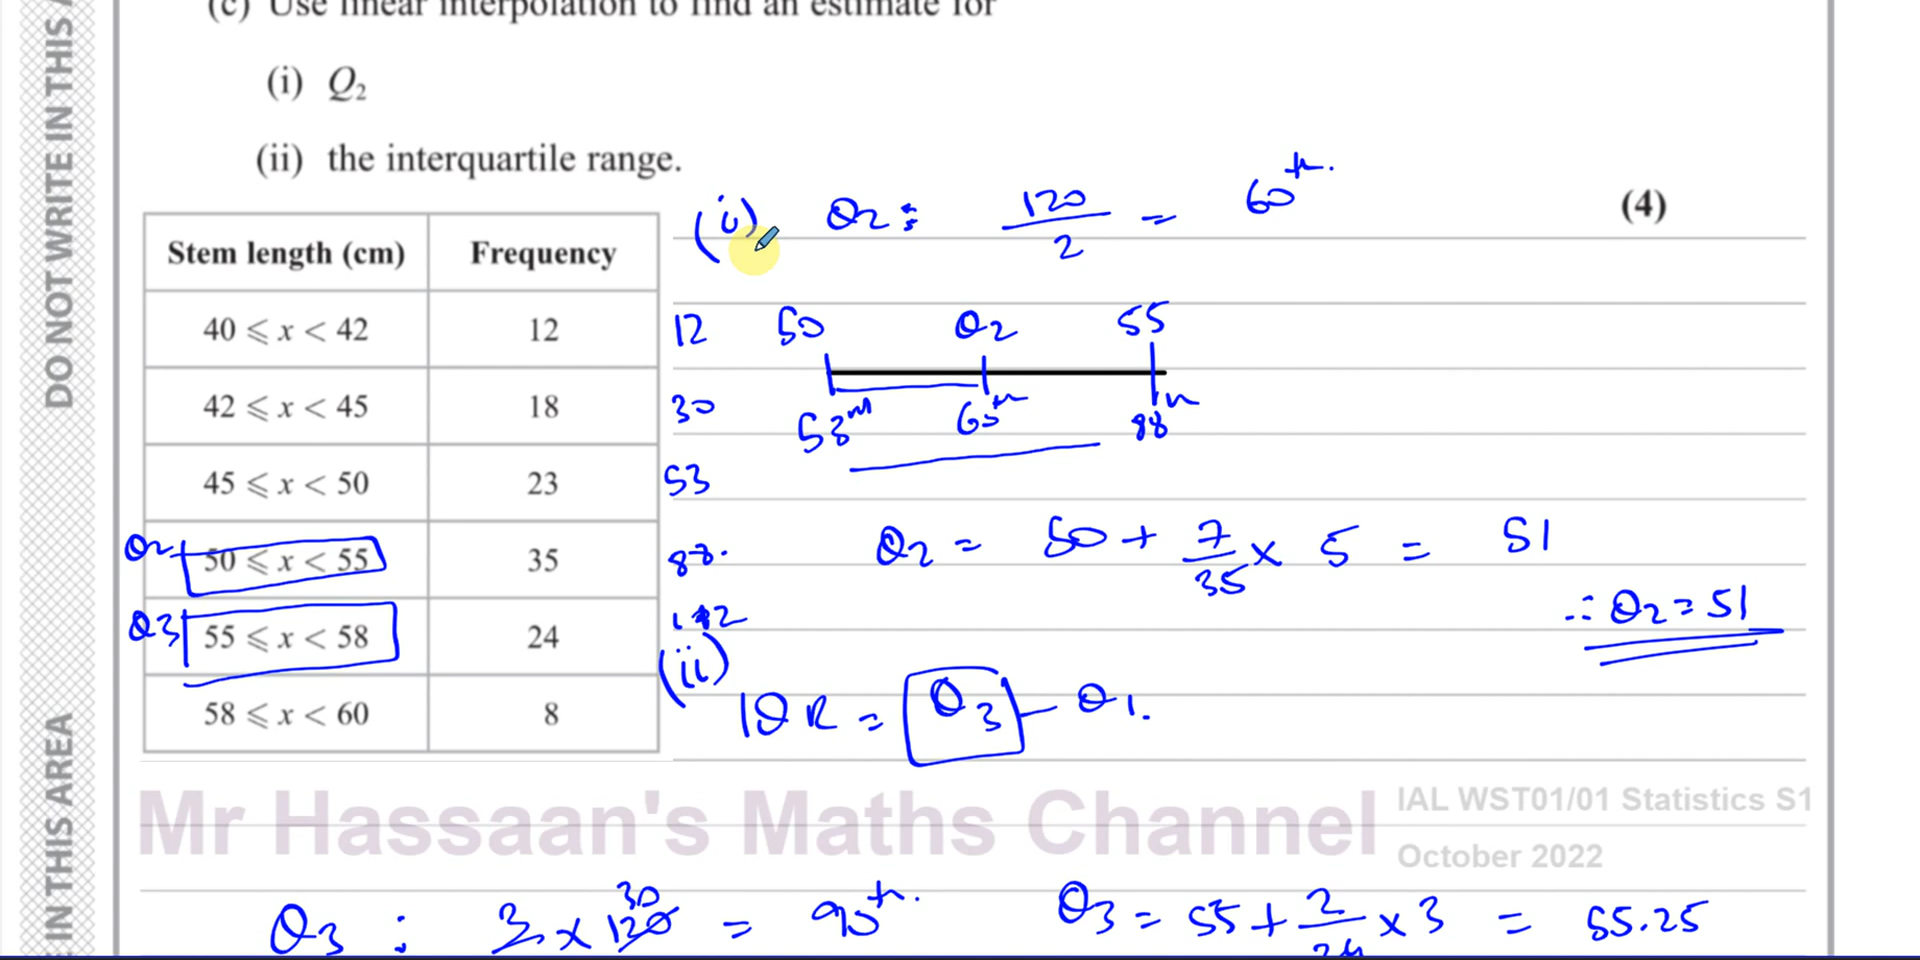 (c) Use linear interpolation to find an estimate for
(i) Q₂
(ii) the interquartile range.
(4)
(i) Q2: 120/2 = 60th.
Stem length (cm) Frequency
40 ⩽ x < 42 12 12
42 ⩽ x < 45 18 30
45 ⩽ x < 50 23 53
Q2 50 ⩽ x < 55 35 88.
Q3 55 ⩽ x < 58 24 112
58 ⩽ x < 60 8
50 Q2 55
53rd 60th 88th
Q2 = 50 + 7/35 × 5 = 51
∴ Q2 = 51
(ii)
IQR = Q3 - Q1.
Mr Hassaan's Maths Channel
IAL WST01/01 Statistics S1
October 2022
Q3 : 3 × 120 30 = 90th.
Q3 = 55 + 2/24 × 3 = 55.25
DO NOT WRITE IN THIS
IN THIS AREA